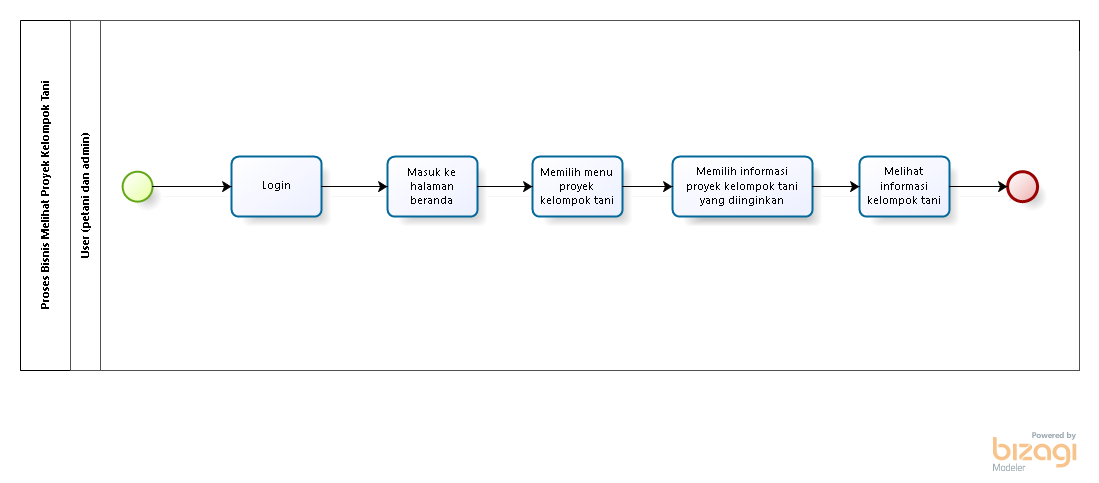 Proses Bisnis Melihat Proyek Kelompok Tani
User (petani dan admin)
Login
Masuk ke
halaman
beranda
Memilih menu
proyek
kelompok tani
Memilih informasi
proyek kelompok tani
yang diinginkan
Melihat
informasi
kelompok tani
Powered by
bizagi
Modeler